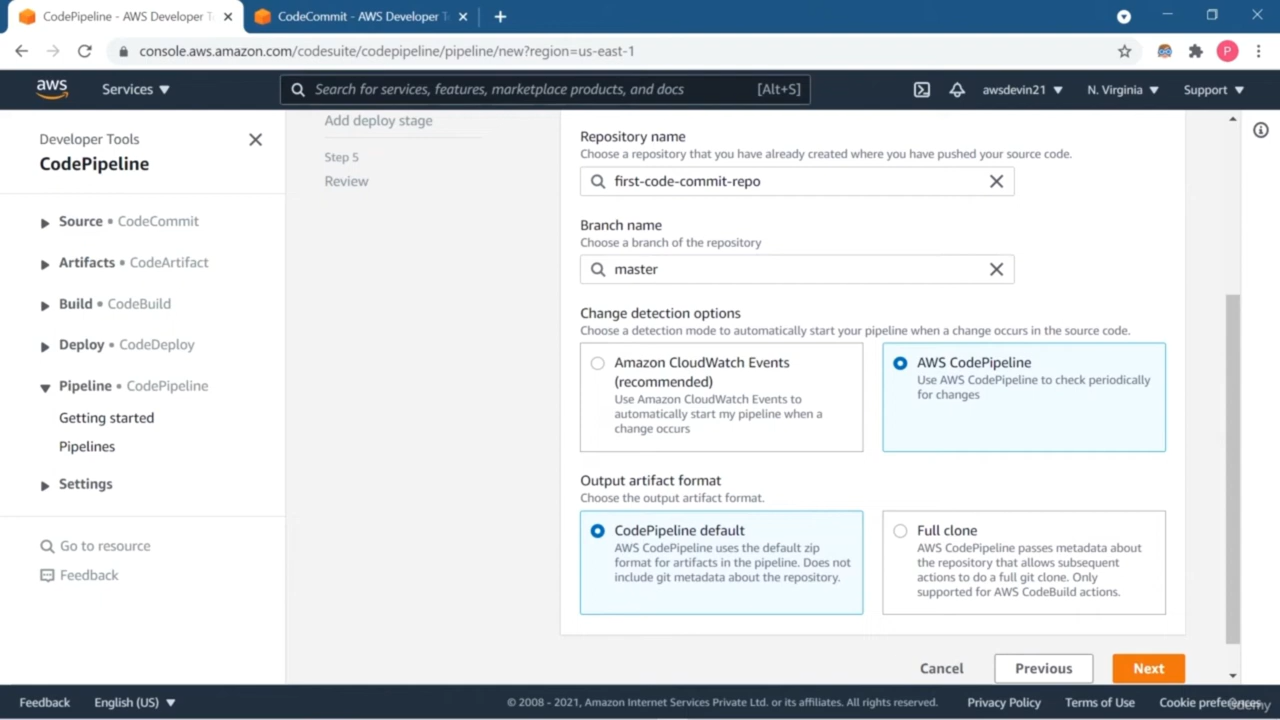 CodePipeline - AWS Developer T
CodeCommit - AWS Developer T
console.aws.amazon.com/codesuite/codepipeline/pipeline/new?region=us-east-1
P
aws
Services
Search for services, features, marketplace products, and docs
[Alt+S]
awsdevin21
N. Virginia
Support
Developer Tools
CodePipeline
Source • CodeCommit
Artifacts • CodeArtifact
Build • CodeBuild
Deploy • CodeDeploy
Pipeline • CodePipeline
Getting started
Pipelines
Settings
Go to resource
Feedback
Add deploy stage
Step 5
Review
Repository name
Choose a repository that you have already created where you have pushed your source code.
first-code-commit-repo
Branch name
Choose a branch of the repository
master
Change detection options
Choose a detection mode to automatically start your pipeline when a change occurs in the source code.
Amazon CloudWatch Events
(recommended)
Use Amazon CloudWatch Events to
automatically start my pipeline when a
change occurs
AWS CodePipeline
Use AWS CodePipeline to check periodically
for changes
Output artifact format
Choose the output artifact format.
CodePipeline default
AWS CodePipeline uses the default zip
format for artifacts in the pipeline. Does not
include git metadata about the repository.
Full clone
AWS CodePipeline passes metadata about
the repository that allows subsequent
actions to do a full git clone. Only
supported for AWS CodeBuild actions.
Cancel
Previous
Next
Feedback
English (US)
© 2008 - 2021, Amazon Internet Services Private Ltd. or its affiliates. All rights reserved.
Privacy Policy
Terms of Use
Cookie preferences
Udemy